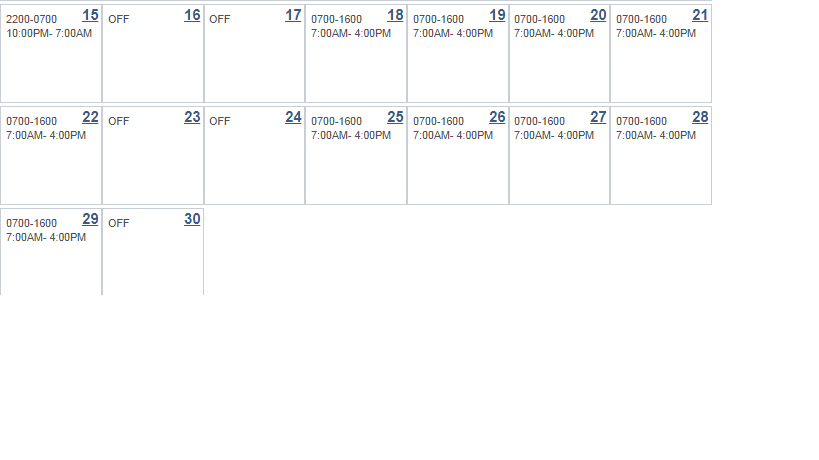 2200-0700 15
10:00PM- 7:00AM
OFF 16
OFF 17
0700-1600 18
7:00AM- 4:00PM
0700-1600 19
7:00AM- 4:00PM
0700-1600 20
7:00AM- 4:00PM
0700-1600 21
7:00AM- 4:00PM
0700-1600 22
7:00AM- 4:00PM
OFF 23
OFF 24
0700-1600 25
7:00AM- 4:00PM
0700-1600 26
7:00AM- 4:00PM
0700-1600 27
7:00AM- 4:00PM
0700-1600 28
7:00AM- 4:00PM
0700-1600 29
7:00AM- 4:00PM
OFF 30